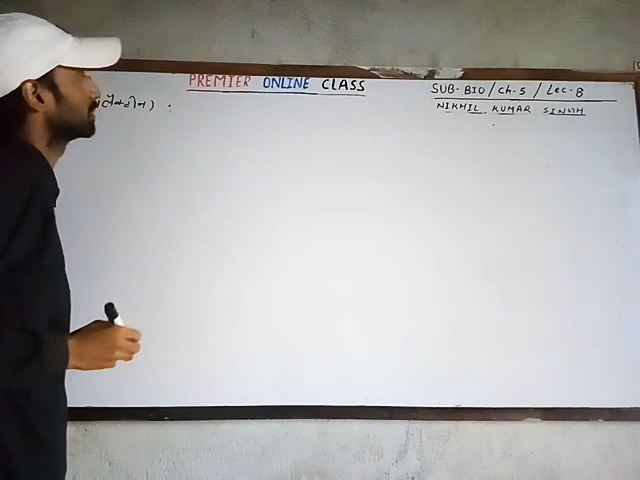 PREMIER ONLINE CLASS
SUB- BIO / Ch-5 / Lec-8
NIKHIL KUMAR SINGH